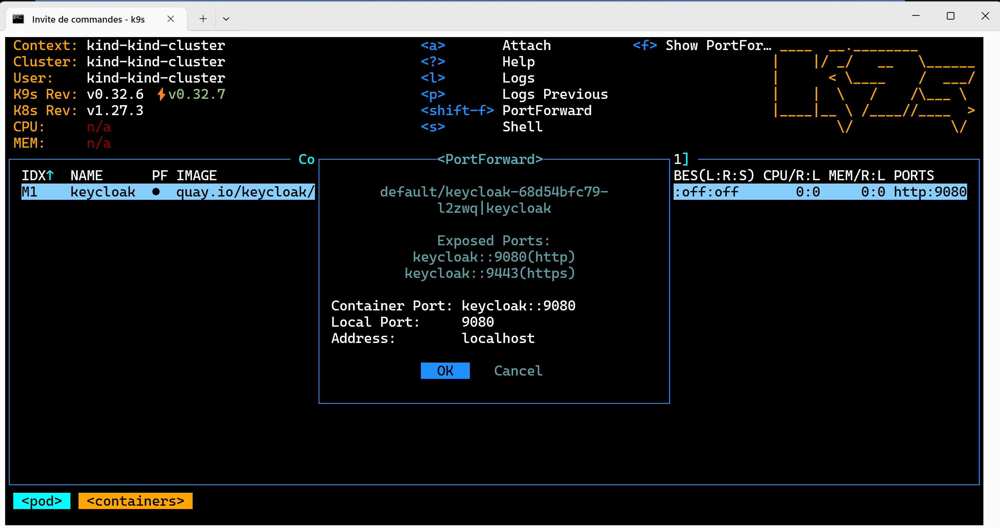 Invite de commandes - k9s
Context: kind-kind-cluster
Cluster: kind-kind-cluster
User: kind-kind-cluster
K9s Rev: v0.32.6 ⚡v0.32.7
K8s Rev: v1.27.3
CPU: n/a
MEM: n/a
<a> Attach
<?> Help
<l> Logs
<p> Logs Previous
<shift-f> PortForward
<s> Shell
<f> Show PortFor…
Co <PortForward> 1]
IDX↑ NAME PF IMAGE BES(L:R:S) CPU/R:L MEM/R:L PORTS
M1 keycloak ● quay.io/keycloak/ :off:off 0:0 0:0 http:9080
default/keycloak-68d54bfc79-
l2zwq|keycloak
Exposed Ports:
keycloak::9080(http)
keycloak::9443(https)
Container Port: keycloak::9080
Local Port: 9080
Address: localhost
OK Cancel
<pod> <containers>